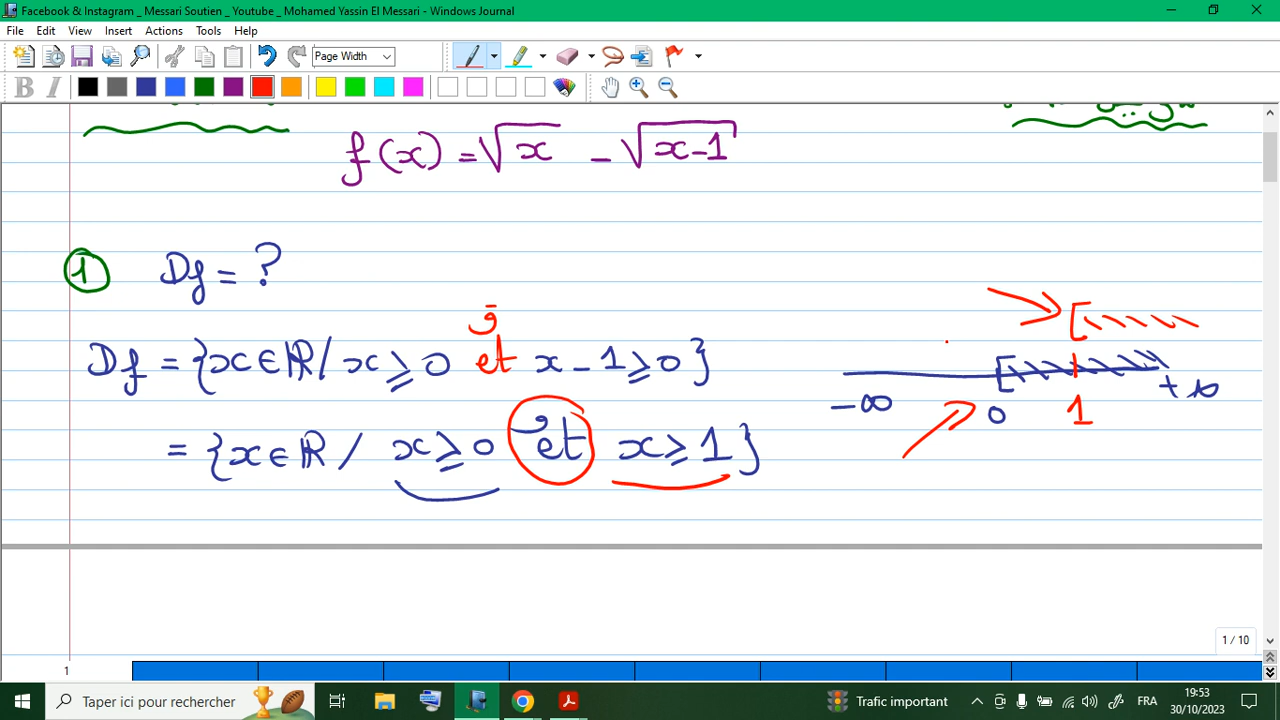 Facebook & Instagram _ Messari Soutien _ Youtube _ Mohamed Yassin El Messari - Windows Journal
File Edit View Insert Actions Tools Help
Page Width
B I
f(x) = √x - √x-1
1 Df = ?
و
Df = {x∈ℝ / x ≥ 0 et x - 1 ≥ 0}
-∞ 0 1 +∞
= {x∈ℝ / x ≥ 0 et x ≥ 1}
1 / 10
1
Taper ici pour rechercher
Trafic important
FRA
19:53
30/10/2023